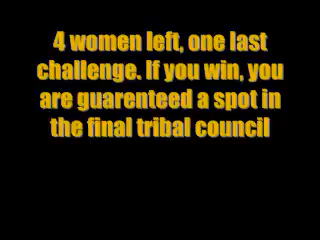 4 women left, one last
challenge. If you win, you
are guarenteed a spot in
the final tribal council